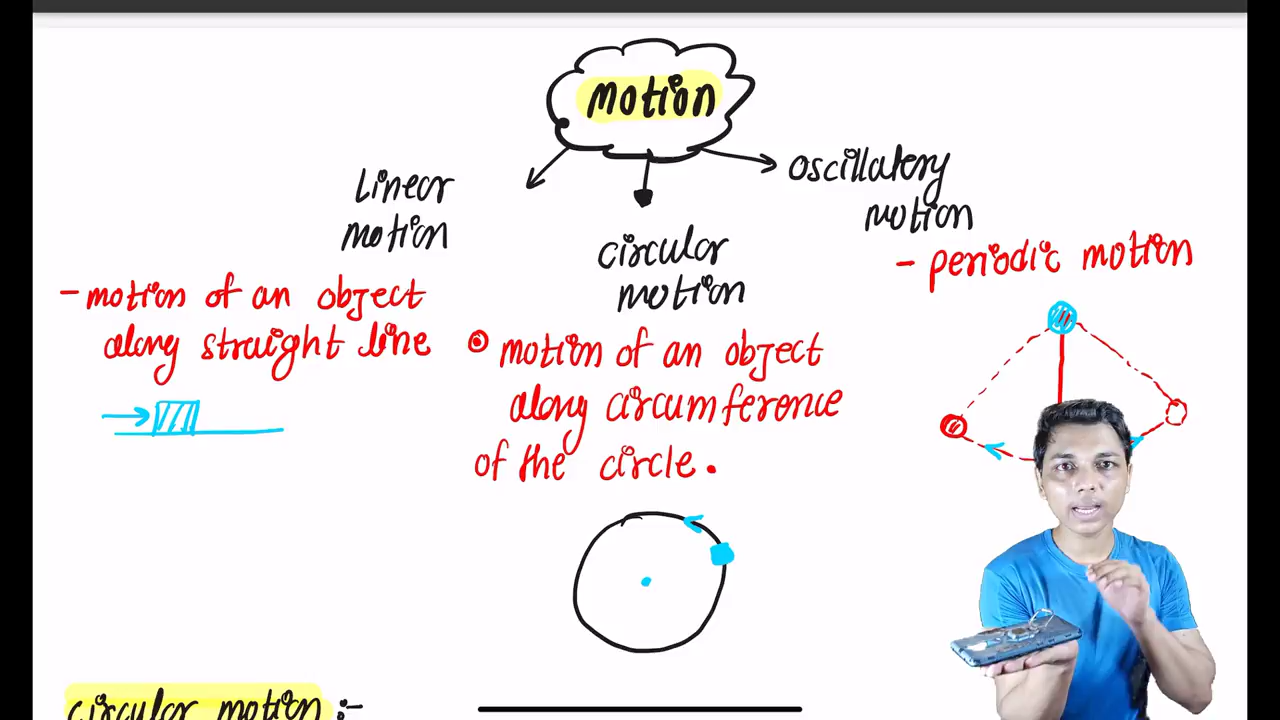 motion
Linear
motion
- motion of an object
along straight line
circular
motion
motion of an object
along circumference
of the circle.
oscillatory
motion
- periodic motion
circular motion :-